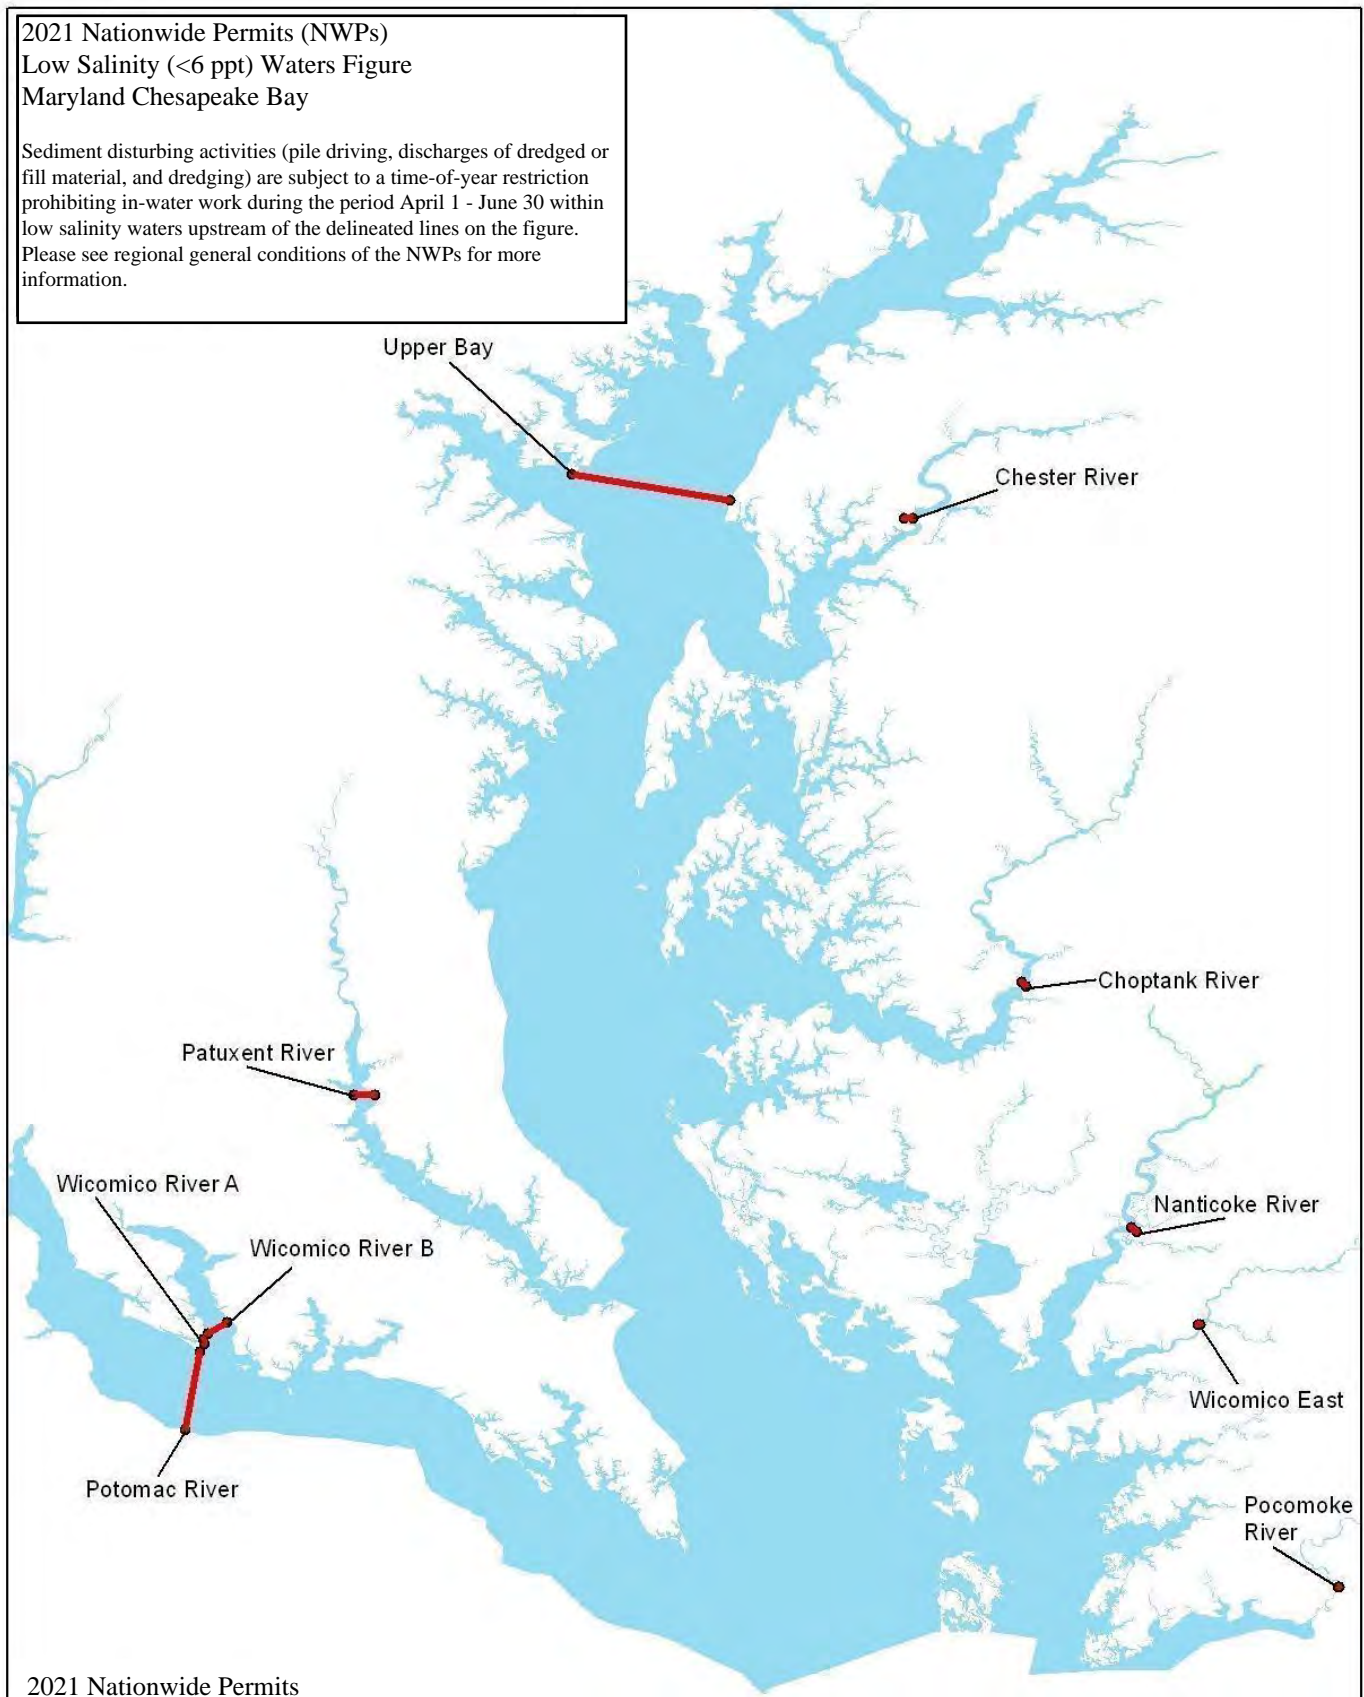 2021 Nationwide Permits (NWPs)
Low Salinity (<6 ppt) Waters Figure
Maryland Chesapeake Bay
Sediment disturbing activities (pile driving, discharges of dredged or
fill material, and dredging) are subject to a time-of-year restriction
prohibiting in-water work during the period April 1 - June 30 within
low salinity waters upstream of the delineated lines on the figure.
Please see regional general conditions of the NWPs for more
information.
Upper Bay
Chester River
Choptank River
Patuxent River
Wicomico River A
Nanticoke River
Wicomico River B
Wicomico East
Potomac River
Pocomoke
River
2021 Nationwide Permits